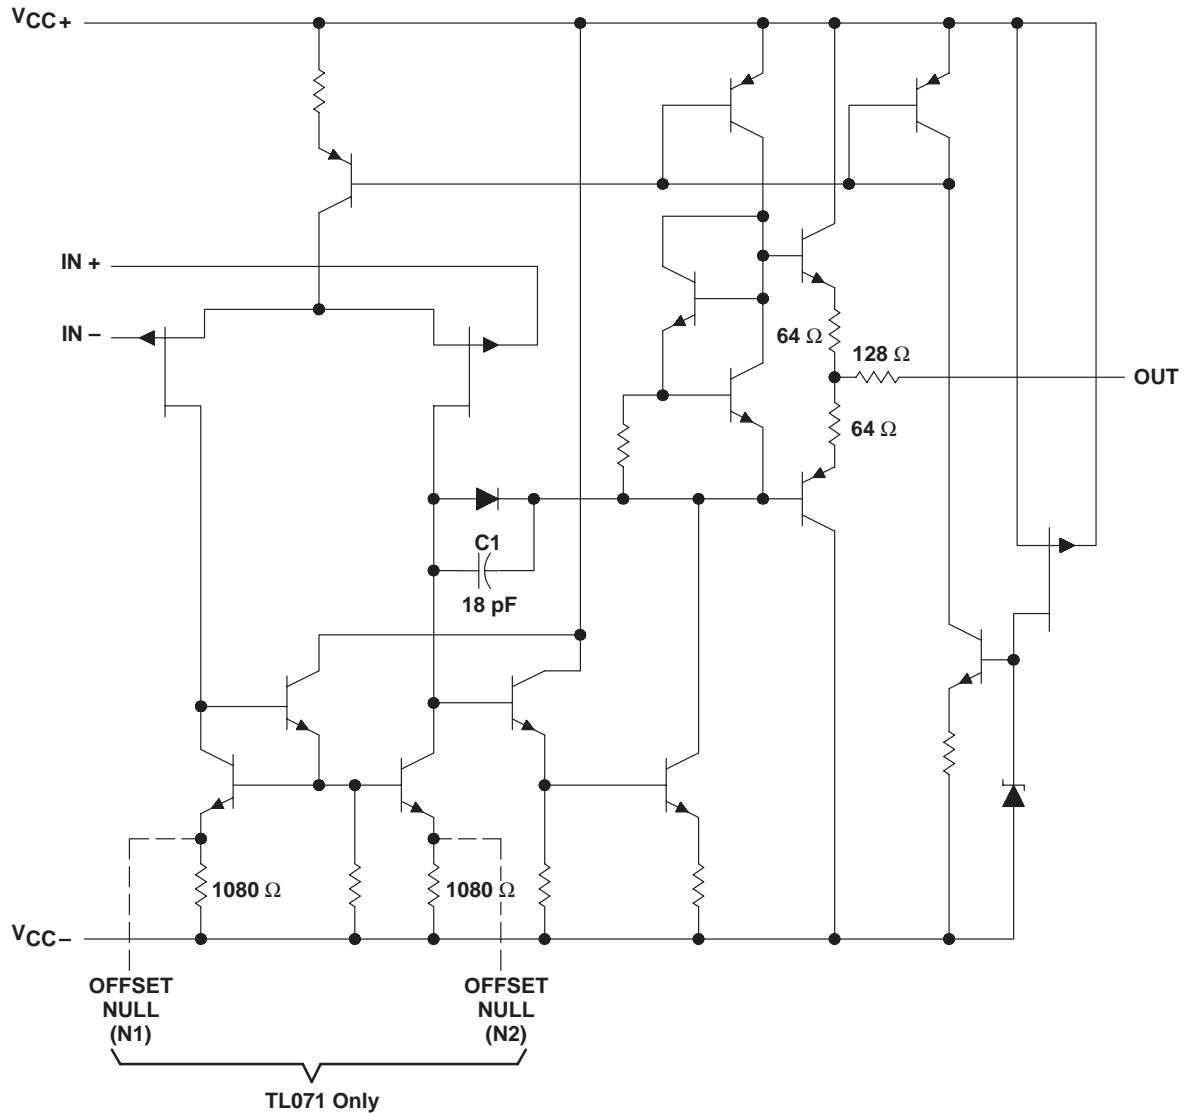 VCC+
IN +
IN –
64 Ω
128 Ω
OUT
64 Ω
C1
18 pF
1080 Ω
1080 Ω
VCC–
OFFSET
NULL
(N1)
OFFSET
NULL
(N2)
TL071 Only